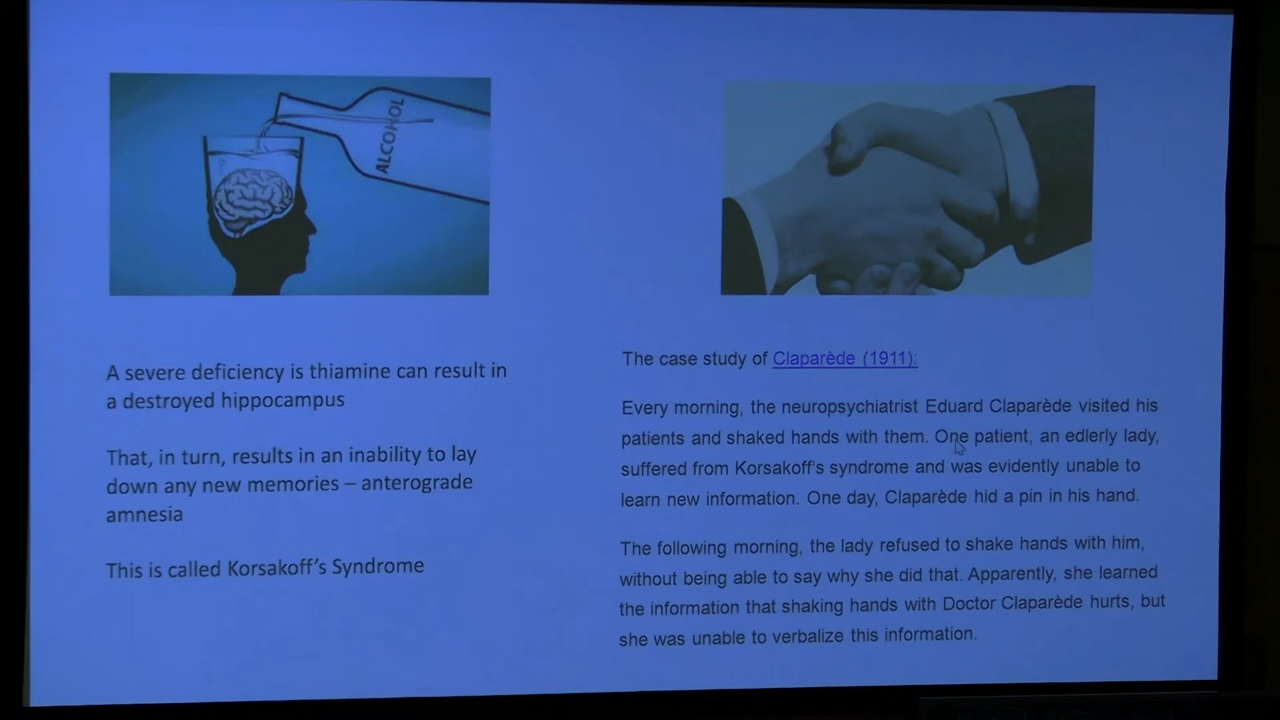 ALCOHOL
A severe deficiency is thiamine can result in
a destroyed hippocampus
That, in turn, results in an inability to lay
down any new memories – anterograde
amnesia
This is called Korsakoff's Syndrome
The case study of Claparède (1911):
Every morning, the neuropsychiatrist Eduard Claparède visited his
patients and shaked hands with them. One patient, an edlerly lady,
suffered from Korsakoff's syndrome and was evidently unable to
learn new information. One day, Claparède hid a pin in his hand.
The following morning, the lady refused to shake hands with him,
without being able to say why she did that. Apparently, she learned
the information that shaking hands with Doctor Claparède hurts, but
she was unable to verbalize this information.